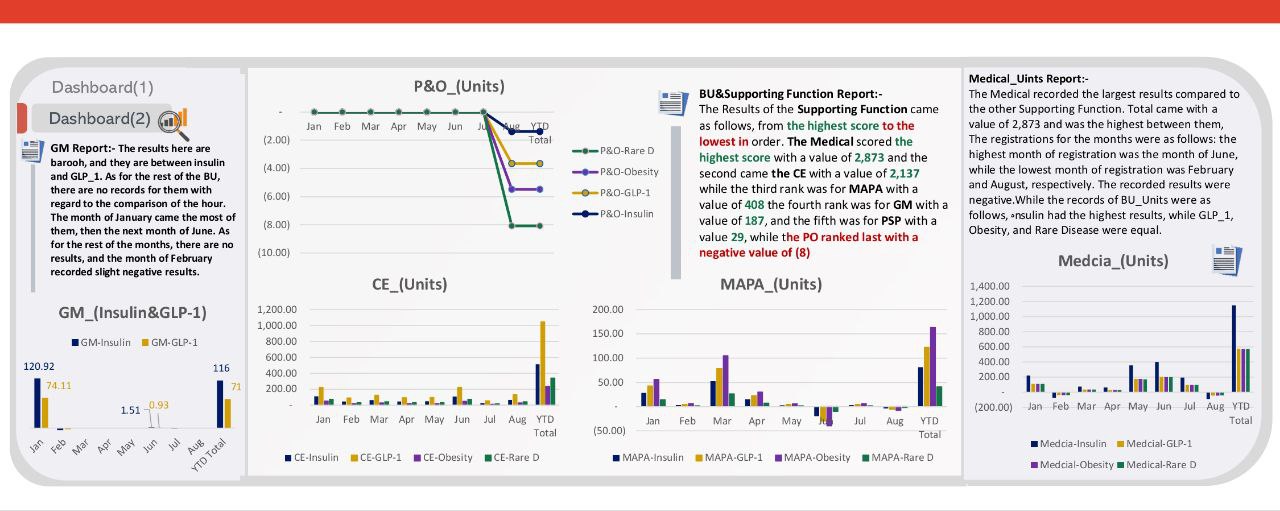 Dashboard(1)
Dashboard(2)
GM Report:- The results here are
barooh, and they are between insulin
and GLP_1. As for the rest of the BU,
there are no records for them with
regard to the comparison of the hour.
The month of January came the most of
them, then the next month of June. As
for the rest of the months, there are no
results, and the month of February
recorded slight negative results.
GM_(Insulin&GLP-1)
GM-Insulin GM-GLP-1
120.92
74.11
1.51
0.93
116
71
Jan Feb Mar Apr May Jun Jul Aug YTD Total
P&O_(Units)
-
(2.00)
(4.00)
(6.00)
(8.00)
(10.00)
Jan Feb Mar Apr May Jun Jul Aug YTD
Total
P&O-Rare D
P&O-Obesity
P&O-GLP-1
P&O-Insulin
BU&Supporting Function Report:-
The Results of the Supporting Function came
as follows, from the highest score to the
lowest in order. The Medical scored the
highest score with a value of 2,873 and the
second came the CE with a value of 2,137
while the third rank was for MAPA with a
value of 408 the fourth rank was for GM with a
value of 187, and the fifth was for PSP with a
value 29, while the PO ranked last with a
negative value of (8)
CE_(Units)
1,200.00
1,000.00
800.00
600.00
400.00
200.00
-
Jan Feb Mar Apr May Jun Jul Aug YTD
Total
CE-Insulin CE-GLP-1 CE-Obesity CE-Rare D
MAPA_(Units)
200.00
150.00
100.00
50.00
-
(50.00)
Jan Feb Mar Apr May Jun Jul Aug YTD
Total
MAPA-Insulin MAPA-GLP-1 MAPA-Obesity MAPA-Rare D
Medical_Uints Report:-
The Medical recorded the largest results compared to
the other Supporting Function. Total came with a
value of 2,873 and was the highest between them,
The registrations for the months were as follows: the
highest month of registration was the month of June,
while the lowest month of registration was February
and August, respectively. The recorded results were
negative.While the records of BU_Units were as
follows, الnsulin had the highest results, while GLP_1,
Obesity, and Rare Disease were equal.
Medcia_(Units)
1,400.00
1,200.00
1,000.00
800.00
600.00
400.00
200.00
-
(200.00)
Jan Feb Mar Apr May Jun Jul Aug YTD
Total
Medcia-Insulin Medcial-GLP-1
Medcial-Obesity Medical-Rare D